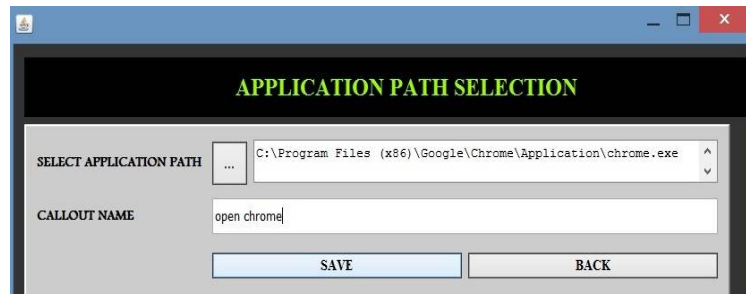 APPLICATION PATH SELECTION
SELECT APPLICATION PATH ... C:\Program Files (x86)\Google\Chrome\Application\chrome.exe
CALLOUT NAME open chrome
SAVE BACK